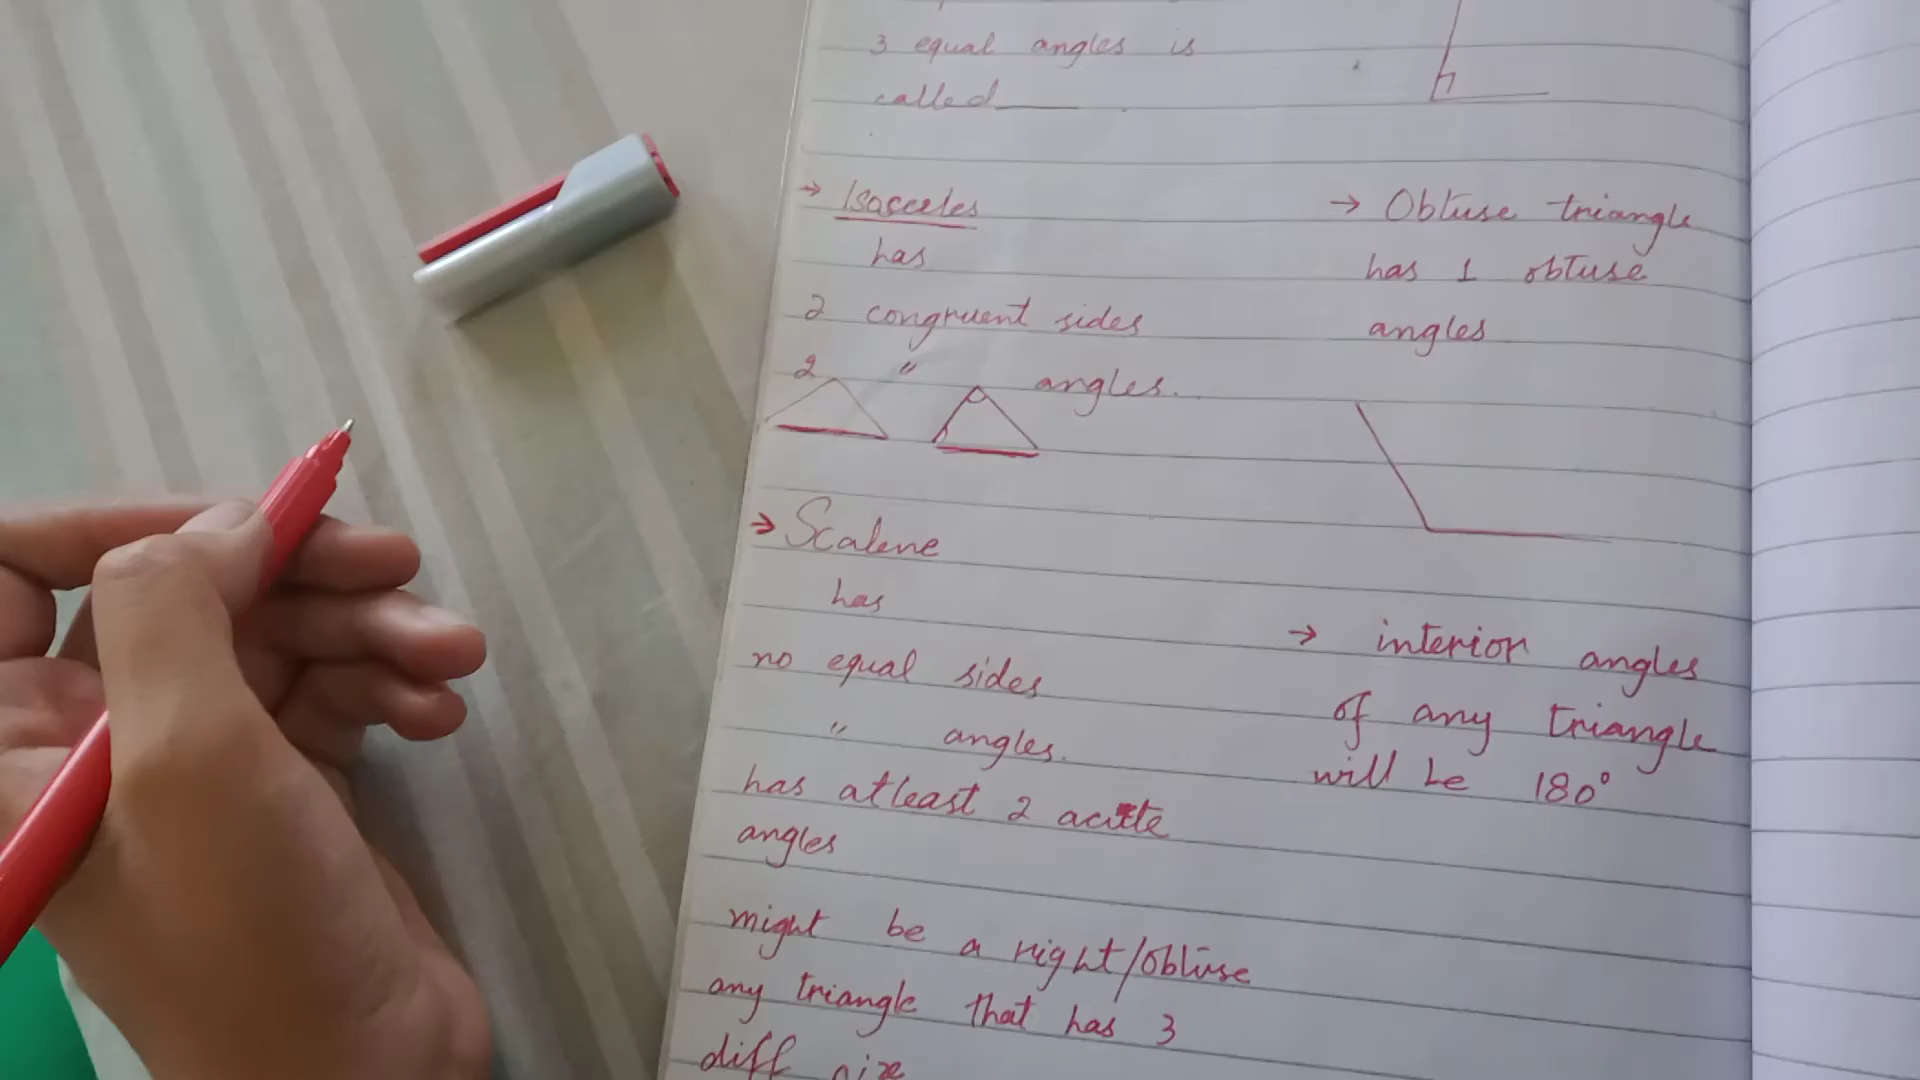 3 equal angles is
called
→ Isosceles
has
2 congruent sides
2 " angles.
→ Scalene
has
no equal sides
" angles.
has atleast 2 acute
angles
might be a right/obtuse
any triangle that has 3
diff size
→ Obtuse triangle
has 1 obtuse
angles
→ interior angles
of any triangle
will be 180°